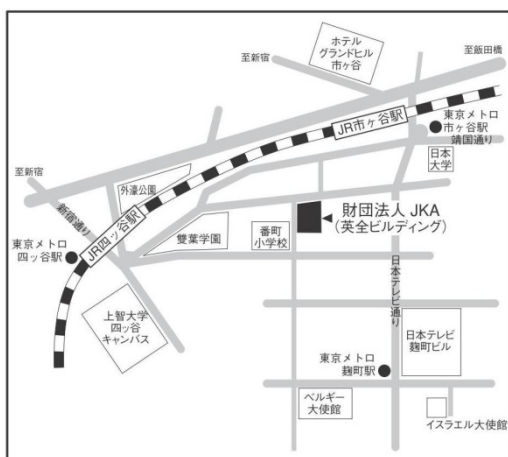 ホテル
グランドヒル
市ヶ谷
至新宿
至飯田橋
JR市ヶ谷駅
東京メトロ
市ヶ谷駅
靖国通り
日本
大学
至新宿
外濠公園
新宿通り
JR四ッ谷駅
東京メトロ
四ッ谷駅
雙葉学園
番町
小学校
財団法人 JKA
(英全ビルディング)
日本テレビ通り
上智大学
四ッ谷
キャンパス
日本テレビ
麹町ビル
東京メトロ
麹町駅
ベルギー
大使館
イスラエル大使館